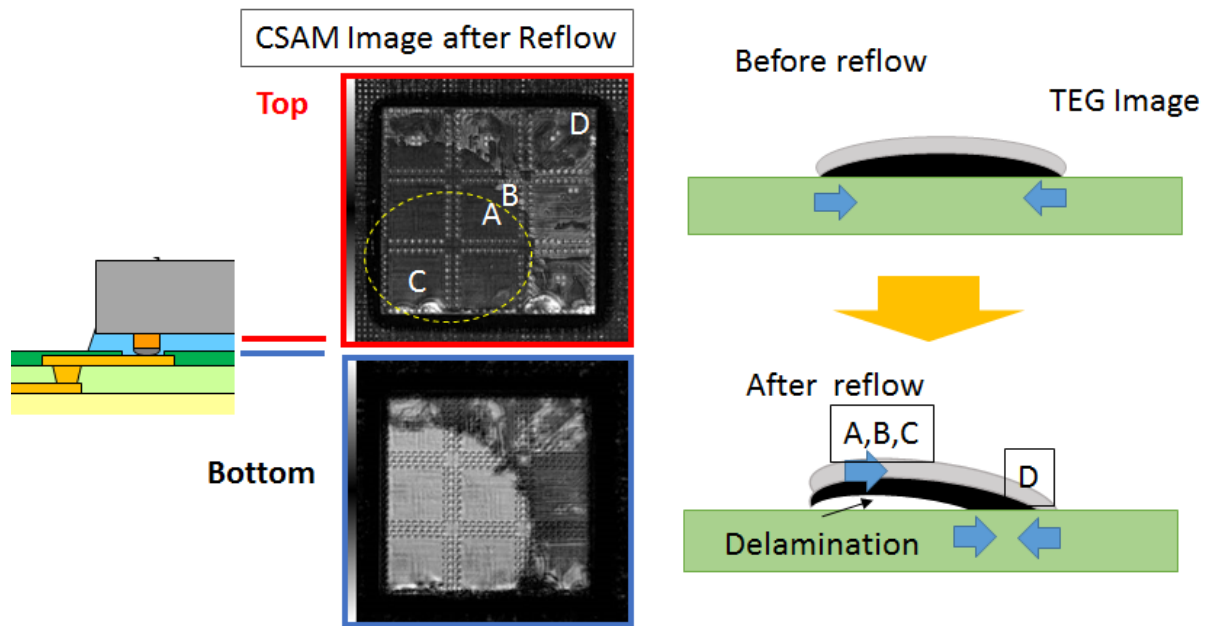 CSAM Image after Reflow
Top
D
B
A
C
Bottom
Before reflow
TEG Image
After reflow
A,B,C
D
Delamination